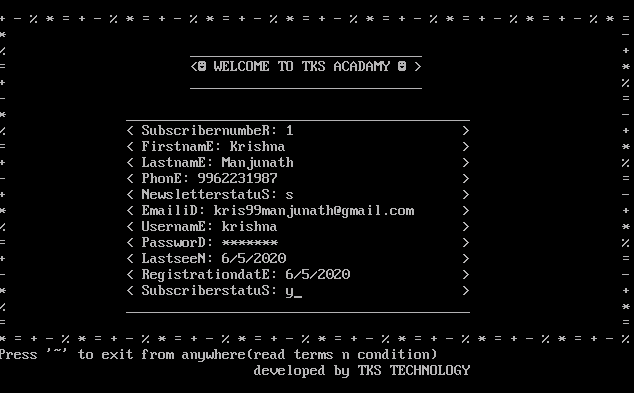 + - % * = + - % * = + - % * = + - % * = + - % * = + - % * = + - % * = + - % * =
<☻ WELCOME TO TKS ACADAMY ☻ >
< SubscribernumbeR: 1 >
< FirstnamE: Krishna >
< LastnamE: Manjunath >
< PhonE: 9962231987 >
< NewsletterstatuS: s >
< EmailiD: kris99manjunath@gmail.com >
< UsernamE: krishna >
< PassworD: ******* >
< LastseeN: 6/5/2020 >
< RegistrationdatE: 6/5/2020 >
< SubscriberstatuS: y_ >
* = + - % * = + - % * = + - % * = + - % * = + - % * = + - % * = + - % * = + - %
Press '~' to exit from anywhere(read terms n condition)
developed by TKS TECHNOLOGY